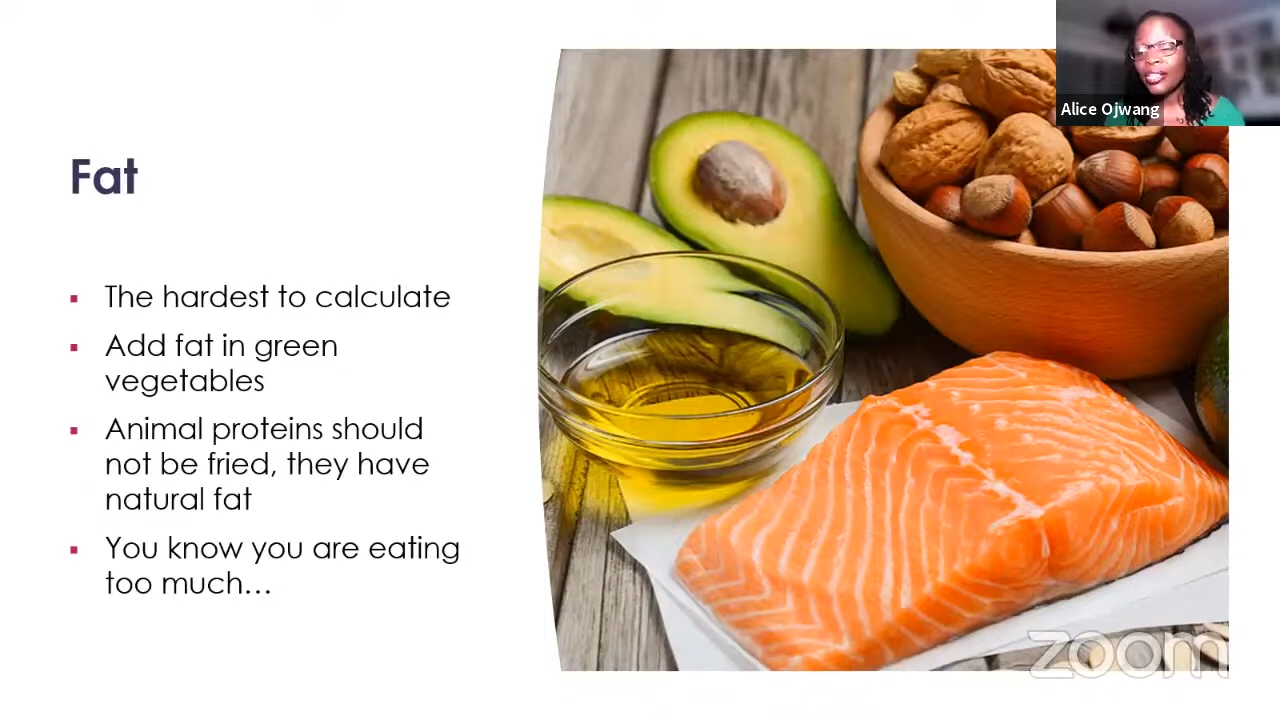 Alice Ojwang
Fat
▪ The hardest to calculate
▪ Add fat in green
vegetables
▪ Animal proteins should
not be fried, they have
natural fat
▪ You know you are eating
too much…
zoom